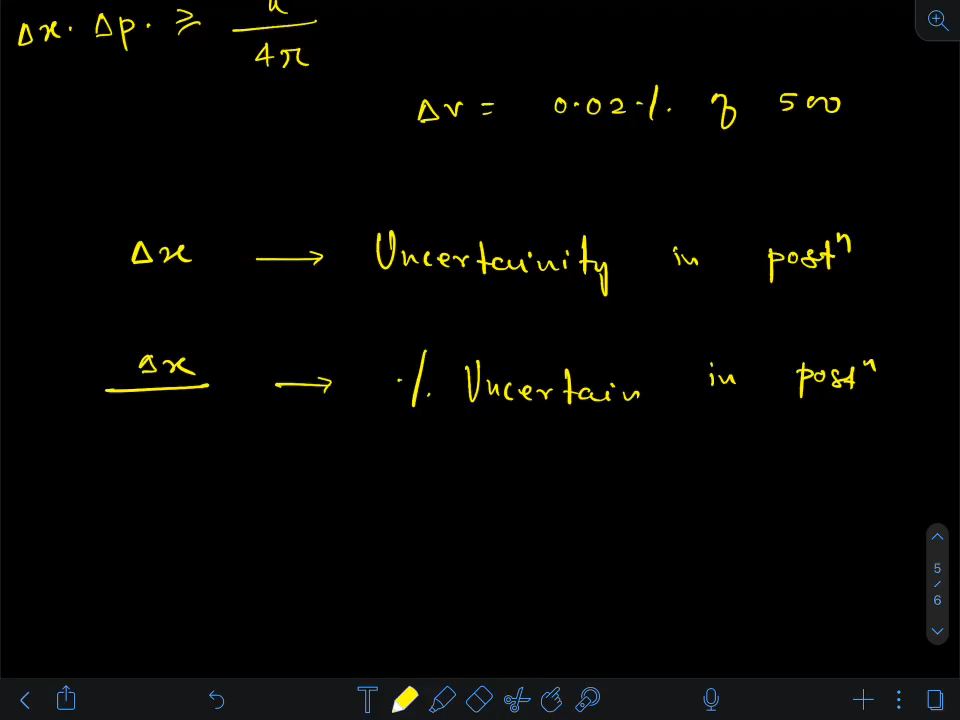 Δx · Δp · ≥ h/4π
Δv = 0.02 % of 500
Δx → Uncertainity in postⁿ
Δx → % Uncertain in postⁿ
5
/
6